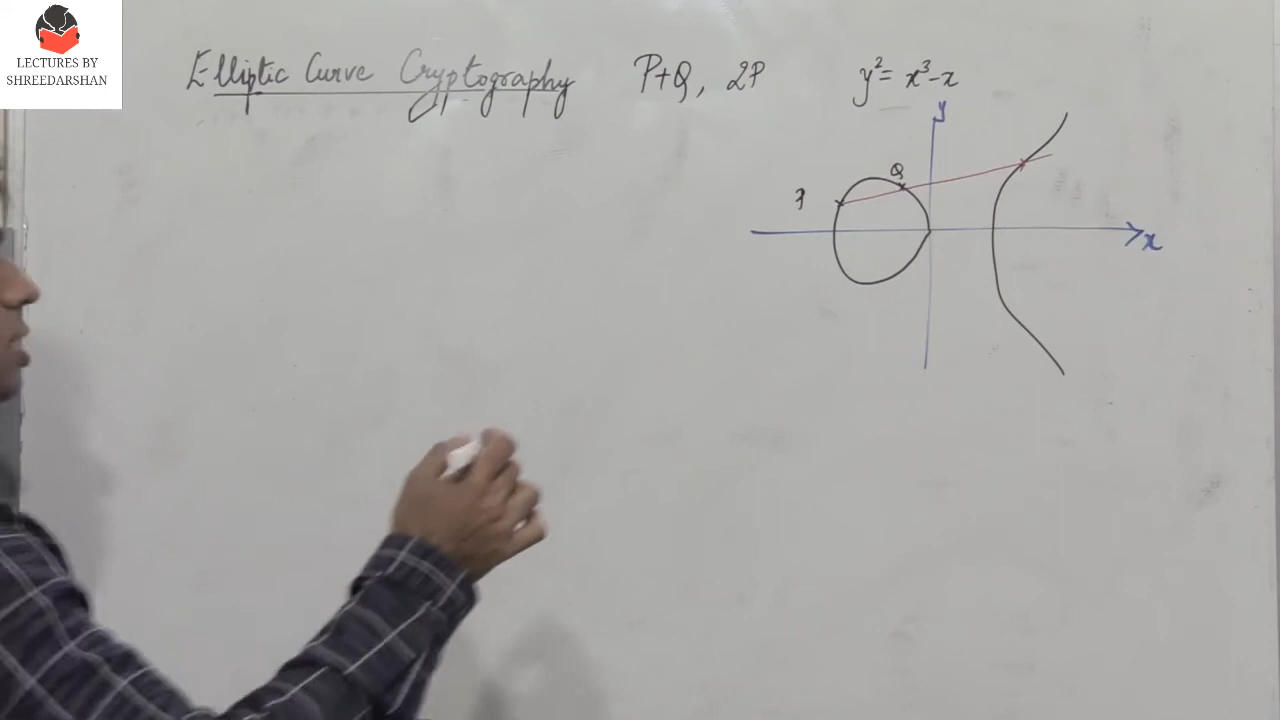 LECTURES BY
SHREEDARSHAN
Elliptic Curve Cryptography P+Q, 2P y² = x³-x
y
Q
P
x